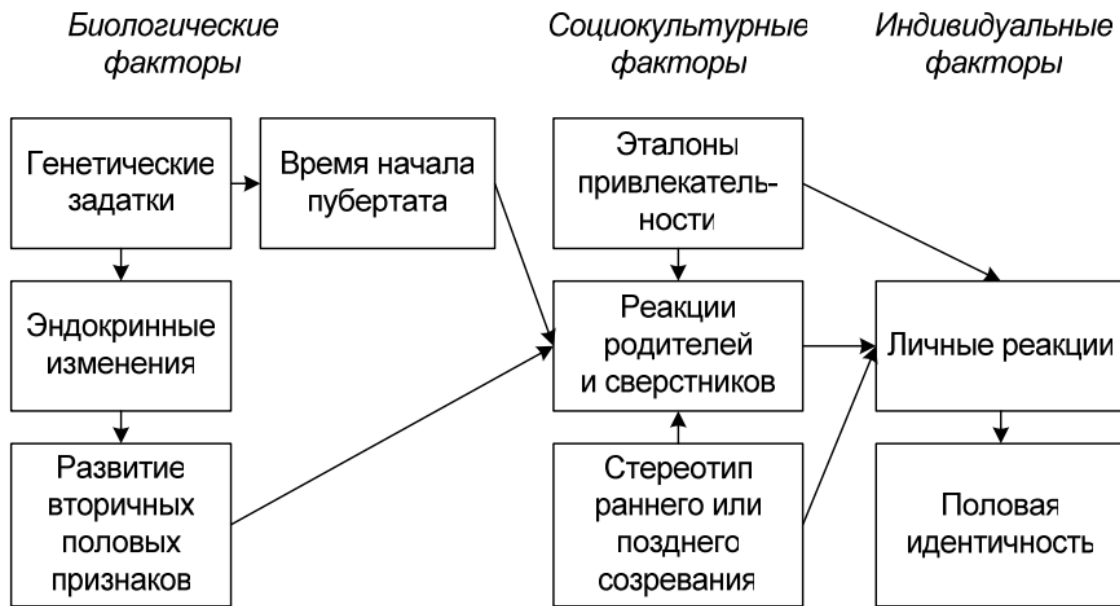 Биологические
факторы
Социокультурные
факторы
Индивидуальные
факторы
Генетические
задатки
Время начала
пубертата
Эталоны
привлекатель-
ности
Эндокринные
изменения
Реакции
родителей
и сверстников
Личные реакции
Развитие
вторичных
половых
признаков
Стереотип
раннего или
позднего
созревания
Половая
идентичность